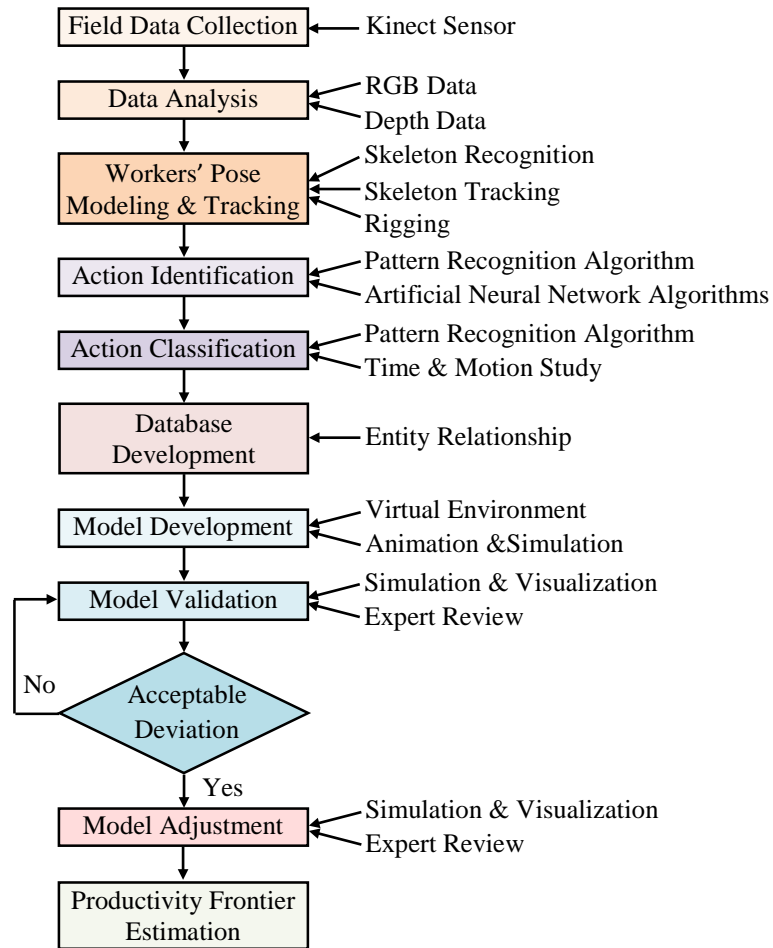 Field Data Collection
Kinect Sensor
Data Analysis
RGB Data
Depth Data
Workers’ Pose
Modeling & Tracking
Skeleton Recognition
Skeleton Tracking
Rigging
Action Identification
Pattern Recognition Algorithm
Artificial Neural Network Algorithms
Action Classification
Pattern Recognition Algorithm
Time & Motion Study
Database
Development
Entity Relationship
Model Development
Virtual Environment
Animation &Simulation
Model Validation
Simulation & Visualization
Expert Review
No
Acceptable
Deviation
Yes
Model Adjustment
Simulation & Visualization
Expert Review
Productivity Frontier
Estimation